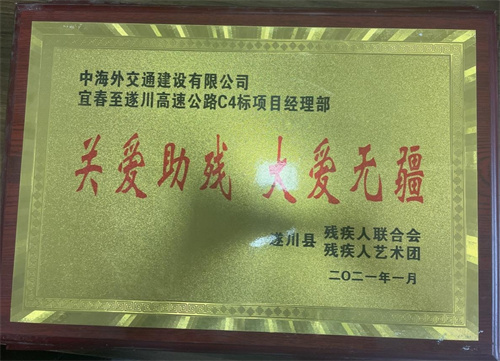 中海外交通建设有限公司
宜春至遂川高速公路C4标项目经理部
关爱助残 大爱无疆
遂川县 残疾人联合会
残疾人艺术团
二〇二一年一月